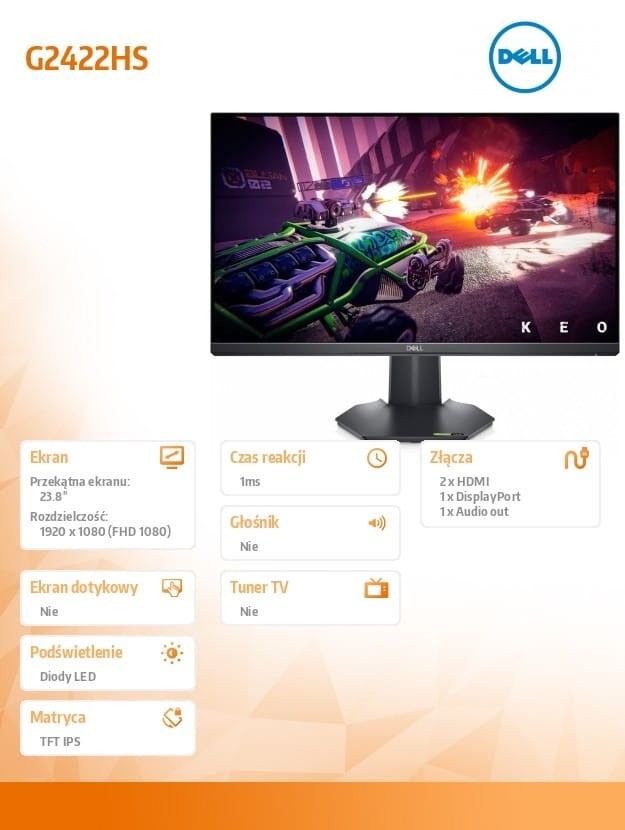 G2422HS
DELL
KEO
DELL
Ekran
Przekątna ekranu:
23.8"
Rozdzielczość:
1920 x 1080 (FHD 1080)
Ekran dotykowy
Nie
Podświetlenie
Diody LED
Matryca
TFT IPS
Czas reakcji
1ms
Głośnik
Nie
Tuner TV
Nie
Złącza
2 x HDMI
1 x DisplayPort
1 x Audio out